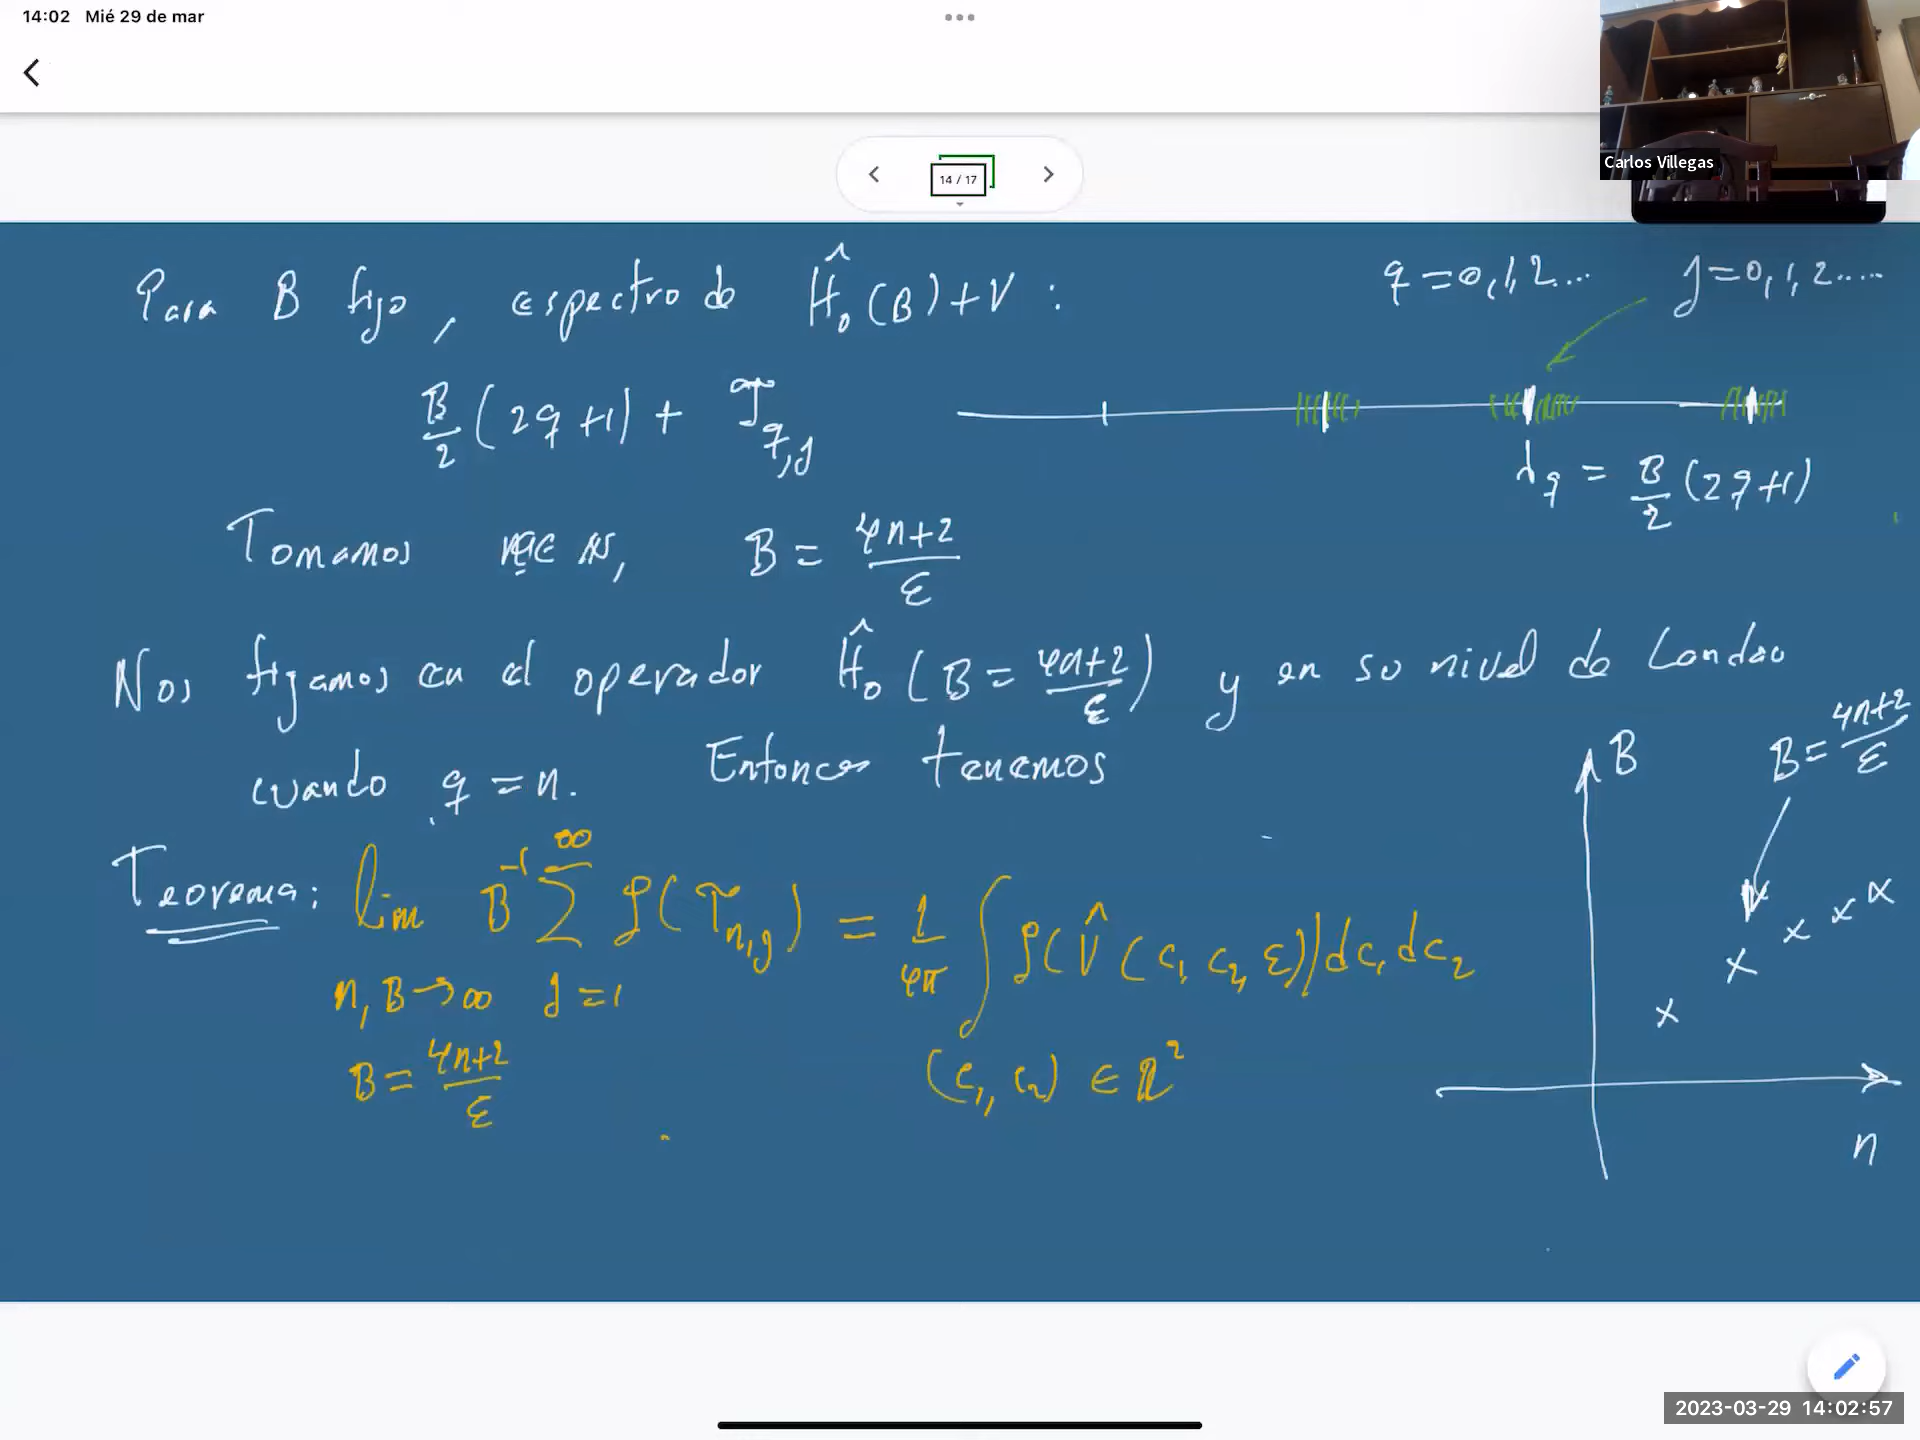 14:02 Mié 29 de mar
Carlos Villegas
14 / 17
Para B fijo, espectro de Ĥ₀(B)+V :
q = 0,1,2... j = 0,1,2.....
B/2 (2q+1) + τ_{q,j}
λ_q = B/2 (2q+1)
Tomamos n ∈ ℕ, B = (4n+2)/ε
Nos fijamos en el operador Ĥ₀ (B = (4n+2)/ε) y en su nivel de Landau
cuando q = n. Entonces tenemos
B
B = (4n+2)/ε
Teorema: lim B⁻¹ ∑ ρ(τ_{n,j}) = 1/4π ∫ ρ(V̂(c₁, c₂, ε)) dc₁ dc₂
∞
n, B → ∞ j = 1
B = (4n+2)/ε
(c₁, c₂) ∈ ℝ²
n
2023-03-29 14:02:57